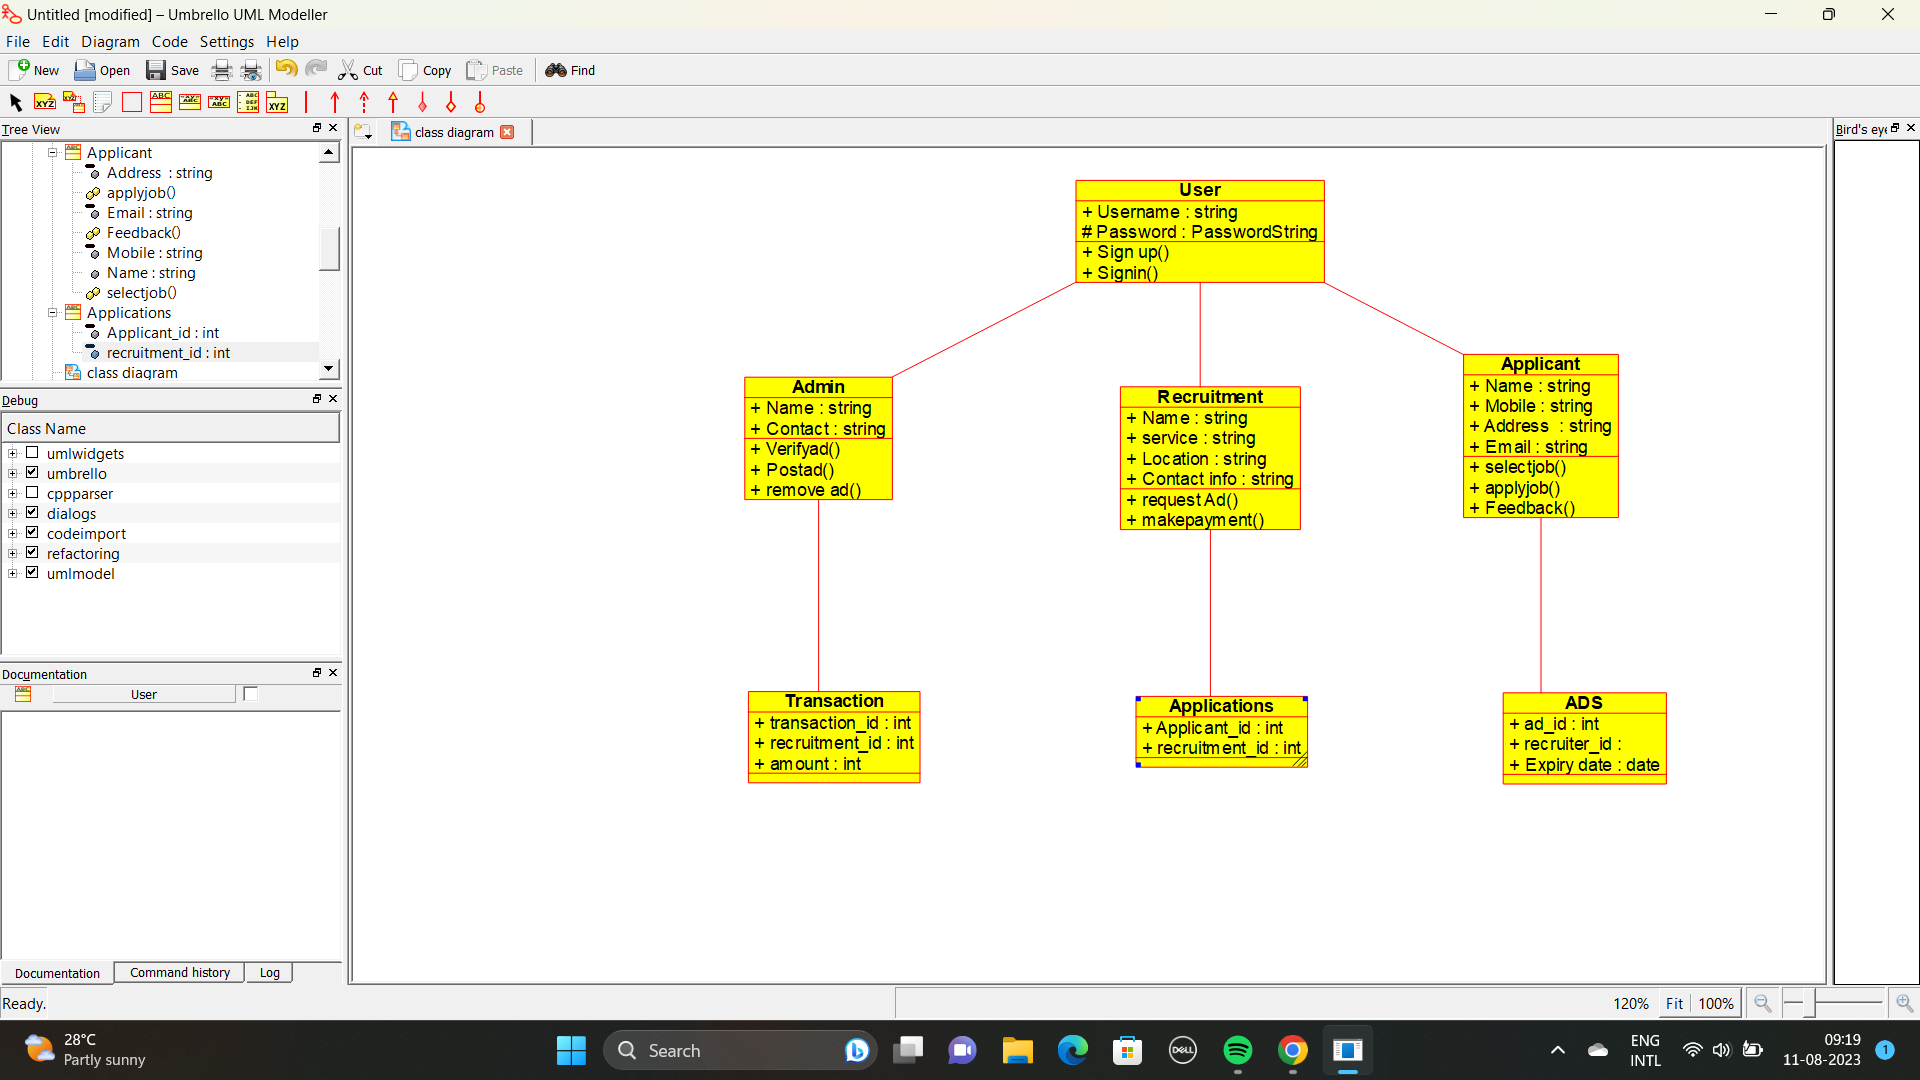 Untitled [modified] – Umbrello UML Modeller
File Edit Diagram Code Settings Help
New Open Save Cut Copy Paste Find
Tree View
Applicant
Address : string
applyjob()
Email : string
Feedback()
Mobile : string
Name : string
selectjob()
Applications
Applicant_id : int
recruitment_id : int
class diagram
Debug
Class Name
umlwidgets
umbrello
cppparser
dialogs
codeimport
refactoring
umlmodel
Documentation
User
Documentation Command history Log
Ready.
class diagram
Bird's eye
User
+ Username : string
# Password : PasswordString
+ Sign up()
+ Signin()
Admin
+ Name : string
+ Contact : string
+ Verifyad()
+ Postad()
+ remove ad()
Recruitment
+ Name : string
+ service : string
+ Location : string
+ Contact info : string
+ request Ad()
+ makepayment()
Applicant
+ Name : string
+ Mobile : string
+ Address : string
+ Email : string
+ selectjob()
+ applyjob()
+ Feedback()
Transaction
+ transaction_id : int
+ recruitment_id : int
+ amount : int
Applications
+ Applicant_id : int
+ recruitment_id : int
ADS
+ ad_id : int
+ recruiter_id :
+ Expiry date : date
120% Fit 100%
28°C
Partly sunny
Search
DELL
ENG
INTL
09:19
11-08-2023
1